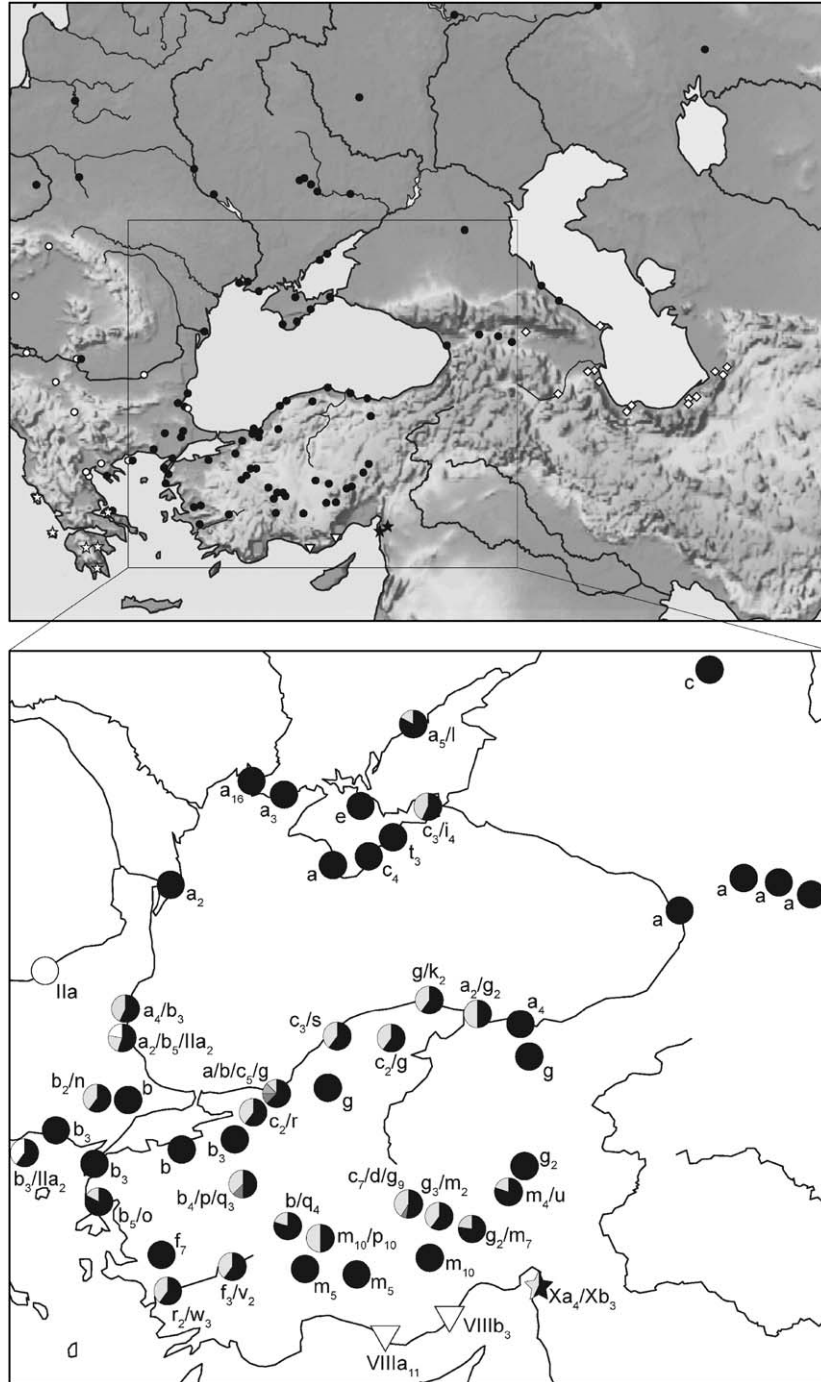 c
a₅/l
a₁₆
a₃
e
c₃/i₄
t₃
c₄
a
a₂
a
a
a
a
IIa
g/k₂
a₂/g₂
a₄/b₃
a₄
a₂/b₅/IIa₂
c₃/s
c₂/g
g
a/b/c₅/g
b₂/n
b
g
c₂/r
b₃
b₃
b
b₃
b₃/IIa₂
g₂
b₄/p/q₃
c₇/d/g₉
g₃/m₂
m₄/u
b₅/o
b/q₄
g₂/m₇
m₁₀/p₁₀
f₇
m₁₀
m₅
m₅
f₃/v₂
r₂/w₃
Xa₄/Xb₃
VIIIb₃
VIIIa₁₁